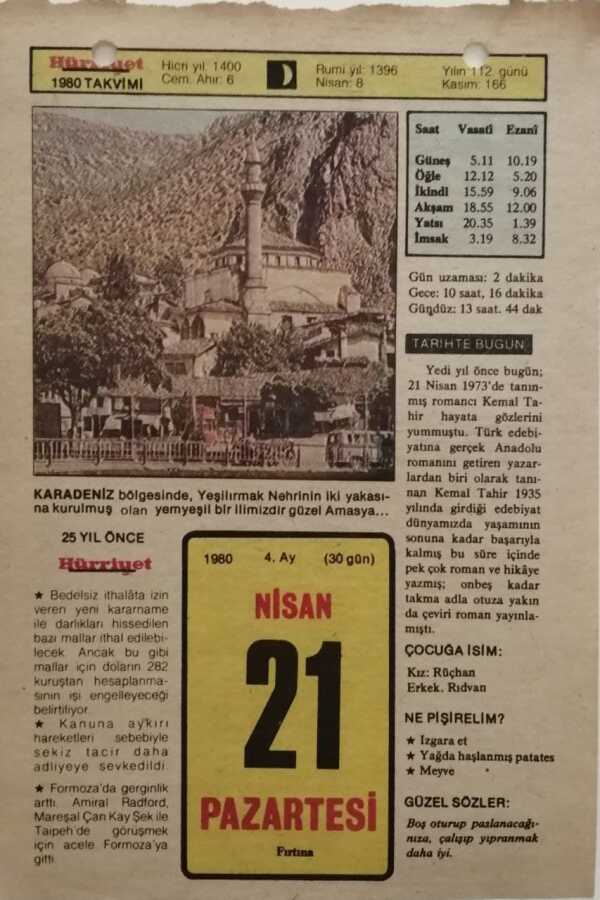 Hürriyet
1980 TAKVİMİ
Hicri yıl. 1400
Cem. Ahır: 6
Rumi yıl: 1396
Nisan: 8
Yılın 112. günü
Kasım: 166
Saat Vasatî Ezanî
Güneş 5.11 10.19
Öğle 12.12 5.20
İkindi 15.59 9.06
Akşam 18.55 12.00
Yatsı 20.35 1.39
İmsak 3.19 8.32
Gün uzaması: 2 dakika
Gece: 10 saat, 16 dakika
Gündüz: 13 saat. 44 dak
TARİHTE BUGÜN
Yedi yıl önce bugün;
21 Nisan 1973'de tanın-
mış romancı Kemal Ta-
hir hayata gözlerini
yummuştu. Türk edebi-
yatına gerçek Anadolu
romanını getiren yazar-
lardan biri olarak tanı-
nan Kemal Tahir 1935
yılında girdiği edebiyat
dünyamızda yaşamının
sonuna kadar başarıyla
kalmış bu süre içinde
pek çok roman ve hikâye
yazmış; onbeş kadar
takma adla otuza yakın
da çeviri roman yayınla-
mıştı.
ÇOCUĞA İSİM:
Kız: Rüçhan
Erkek. Rıdvan
NE PİŞİRELİM?
★ Izgara et
★ Yağda haşlanmış patates
★ Meyve
GÜZEL SÖZLER:
Boş oturup paslanacağı-
nıza, çalışıp yıpranmak
daha iyi.
KARADENİZ bölgesinde, Yeşilırmak Nehrinin iki yakası-
na kurulmuş olan yemyeşil bir ilimizdir güzel Amasya...
25 YIL ÖNCE
Hürriyet
★ Bedelsiz ithalâta izin
veren yeni kararname
ile darlıkları hissedilen
bazı mallar ithal edilebi-
lecek. Ancak bu gibi
mallar için doların 282
kuruştan hesaplanma-
sının işi engelleyeceği
belirtiliyor.
★ Kanuna aykırı
hareketleri sebebiyle
sekiz tacir daha
adliyeye sevkedildi.
★ Formoza'da gerginlik
arttı. Amiral Radford,
Mareşal Çan Kay Şek ile
Taipeh'de görüşmek
için acele Formoza'ya
gitti.
1980 4. Ay (30 gün)
NİSAN
21
PAZARTESİ
Fırtına